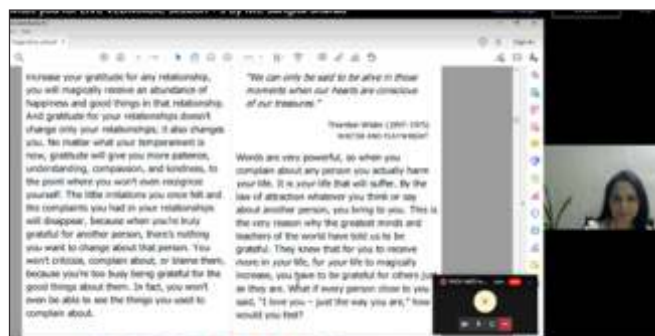 increase your gratitude for any relationship,
you will magically receive an abundance of
happiness and good things in that relationship.
And gratitude for your relationships doesn't
change only your relationships; it also changes
you. No matter what your temperament is
now, gratitude will give you more patience,
understanding, compassion, and kindness, to
the point where you won't even recognize
yourself. The little irritations you once felt and
the complaints you had in your relationships
will disappear, because when you're truly
grateful for another person, there's nothing
you want to change about that person. You
won't criticize, complain about, or blame them,
because you're too busy being grateful for the
good things about them. In fact, you won't
even be able to see the things you used to
complain about.
"We can only be said to be alive in those
moments when our hearts are conscious
of our treasures."
Thornton Wilder (1897-1975)
WRITER AND PLAYWRIGHT
Words are very powerful, so when you
complain about any person you actually harm
your life. It is your life that will suffer. By the
law of attraction whatever you think or say
about another person, you bring to you. This is
the very reason why the greatest minds and
teachers of the world have told us to be
grateful. They knew that for you to receive
more in your life, for your life to magically
increase, you have to be grateful for others just
as they are. What if every person close to you
said, "I love you – just the way you are," how
would you feel?